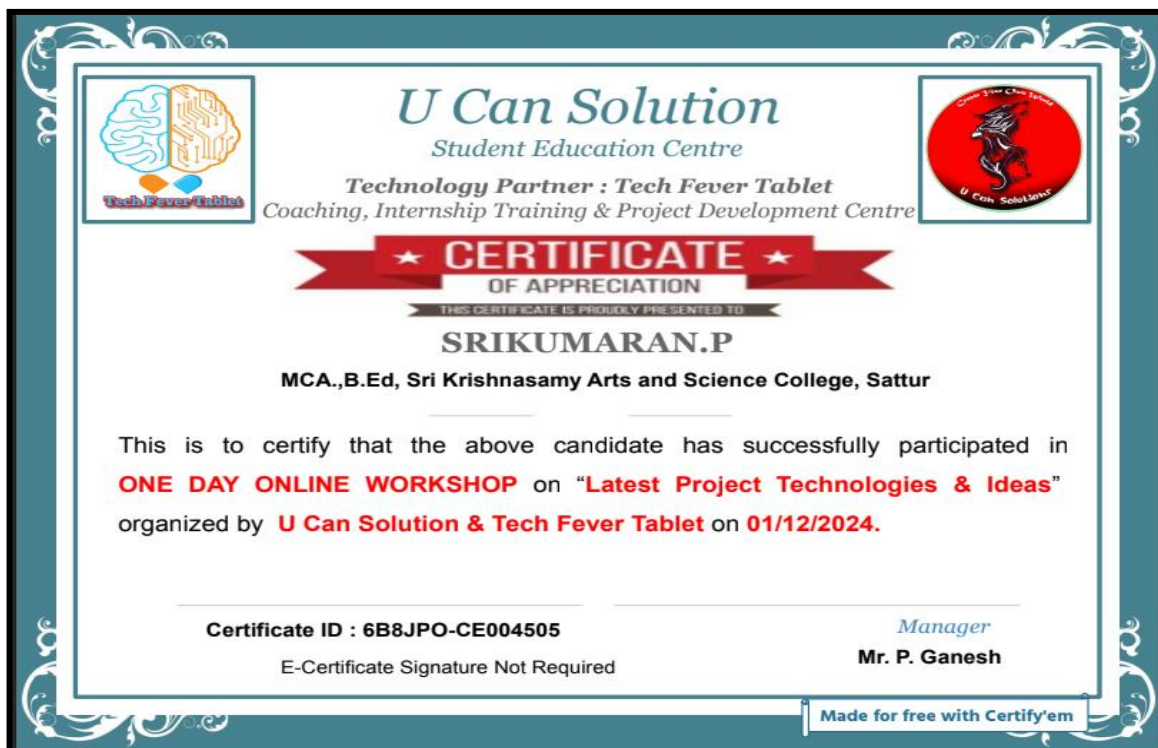 U Can Solution
Student Education Centre
Technology Partner : Tech Fever Tablet
Coaching, Internship Training & Project Development Centre
Tech Fever Tablet
Create Your Own World
U Can Solutions
CERTIFICATE
OF APPRECIATION
THIS CERTIFICATE IS PROUDLY PRESENTED TO
SRIKUMARAN.P
MCA.,B.Ed, Sri Krishnasamy Arts and Science College, Sattur
This is to certify that the above candidate has successfully participated in
ONE DAY ONLINE WORKSHOP on “Latest Project Technologies & Ideas”
organized by U Can Solution & Tech Fever Tablet on 01/12/2024.
Certificate ID : 6B8JPO-CE004505
E-Certificate Signature Not Required
Manager
Mr. P. Ganesh
Made for free with Certify'em